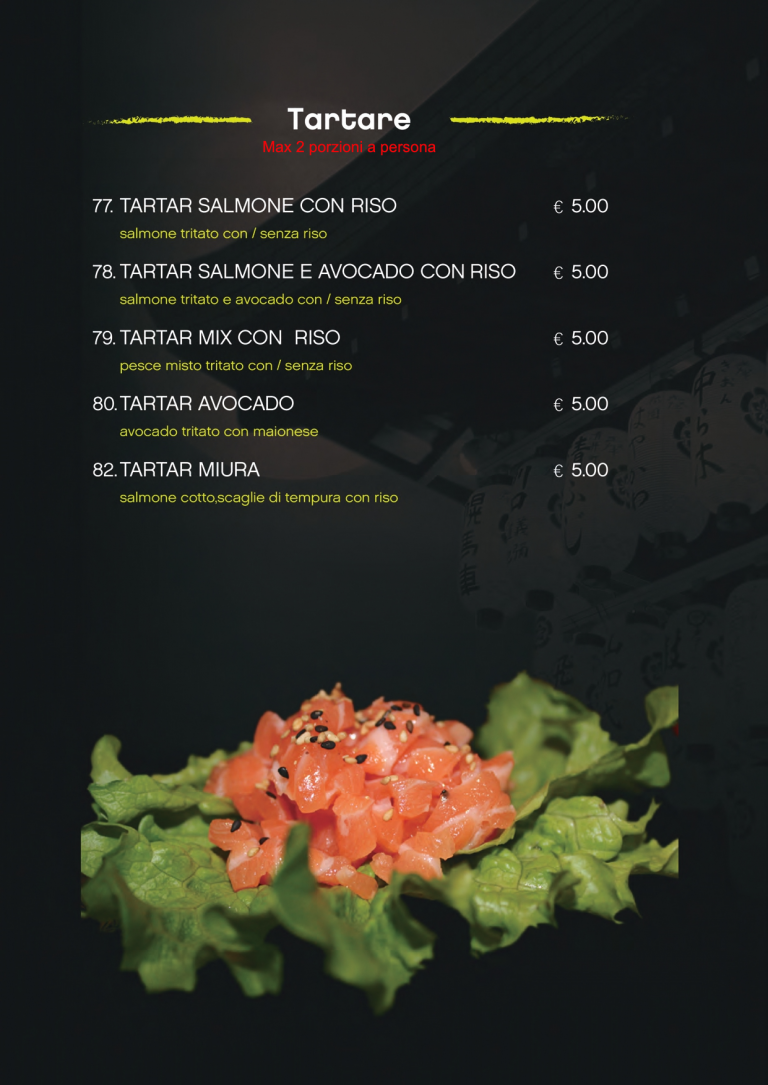 Tartare
Max 2 porzioni a persona
77. TARTAR SALMONE CON RISO € 5.00
salmone tritato con / senza riso
78. TARTAR SALMONE E AVOCADO CON RISO € 5.00
salmone tritato e avocado con / senza riso
79. TARTAR MIX CON  RISO € 5.00
pesce misto tritato con / senza riso
80. TARTAR AVOCADO € 5.00
avocado tritato con maionese
82. TARTAR MIURA € 5.00
salmone cotto,scaglie di tempura con riso